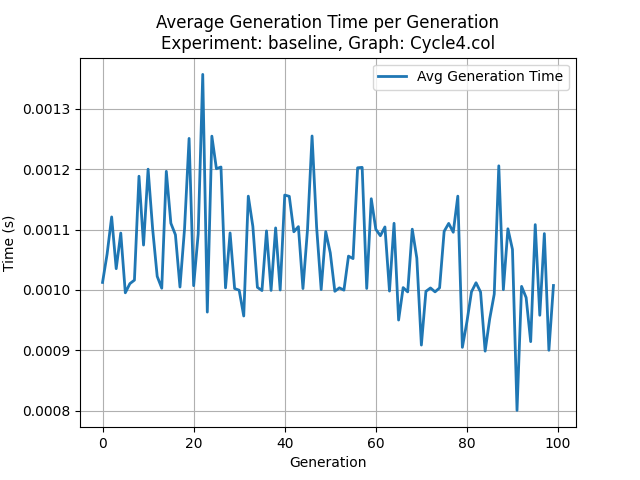 Average Generation Time per Generation
Experiment: baseline, Graph: Cycle4.col
Avg Generation Time
0.0013
0.0012
0.0011
0.0010
0.0009
0.0008
Time (s)
0 20 40 60 80 100
Generation